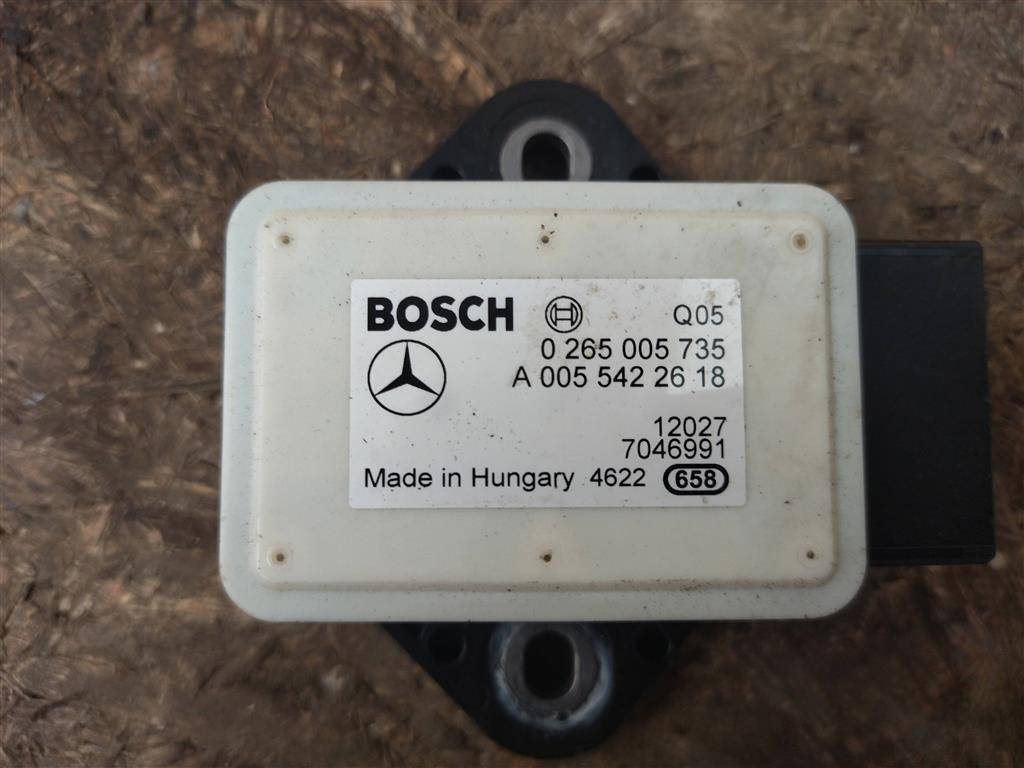 BOSCH Q05
0 265 005 735
A 005 542 26 18
12027
7046991
Made in Hungary 4622 658